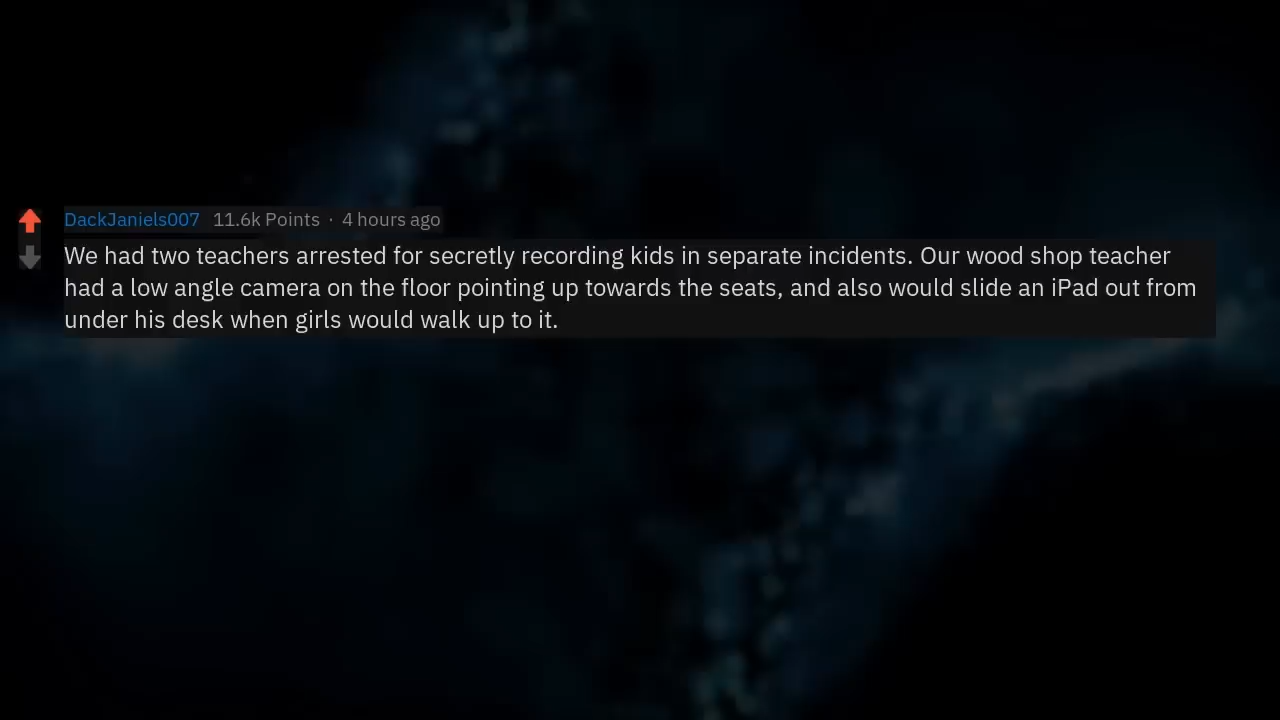 DackJaniels007 11.6k Points · 4 hours ago
We had two teachers arrested for secretly recording kids in separate incidents. Our wood shop teacher
had a low angle camera on the floor pointing up towards the seats, and also would slide an iPad out from
under his desk when girls would walk up to it.